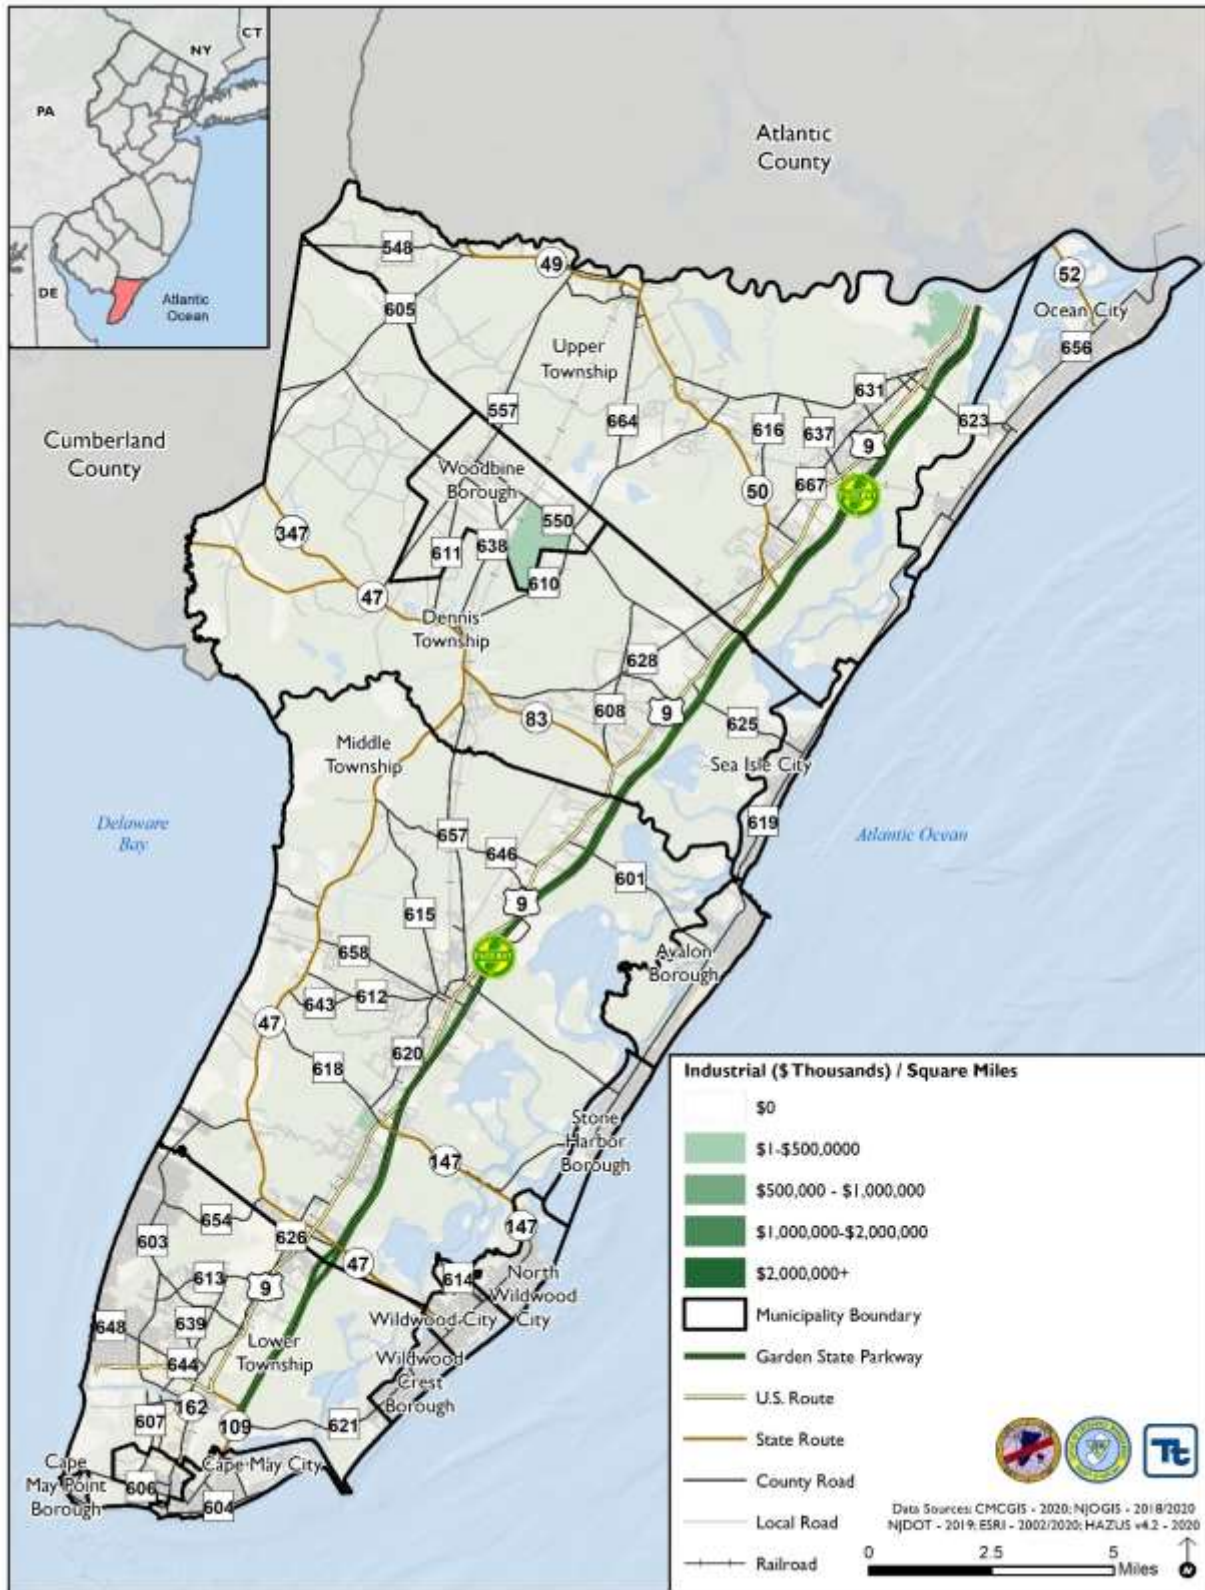 CT
NY
PA
DE
Atlantic
Ocean
Atlantic
County
548
49
52
605
Ocean City
656
Upper
Township
631
557
664
616
637
623
9
Cumberland
County
Woodbine
Borough
667
50
550
347
638
611
610
47
Dennis
Township
628
608
9
625
83
Middle
Township
Sea Isle City
Delaware
Bay
619
Atlantic Ocean
657
646
601
9
615
658
Avalon
Borough
PARKWAY
643
612
47
620
618
Stone
Harbor
Borough
147
654
147
603
626
47
613
9
614
North
Wildwood
City
648
639
Wildwood City
Lower
Township
Wildwood
Crest
Borough
644
162
607
109
621
Cape
May Point
Borough
Cape May City
606
604
Industrial ($ Thousands) / Square Miles
$0
$1-$500,0000
$500,000 - $1,000,000
$1,000,000-$2,000,000
$2,000,000+
Municipality Boundary
Garden State Parkway
U.S. Route
State Route
County Road
Local Road
Railroad
Tt
Data Sources: CMCGIS - 2020; NJOGIS - 2018/2020
NJDOT - 2019; ESRI - 2002/2020; HAZUS v4.2 - 2020
0 2.5 5
Miles
N